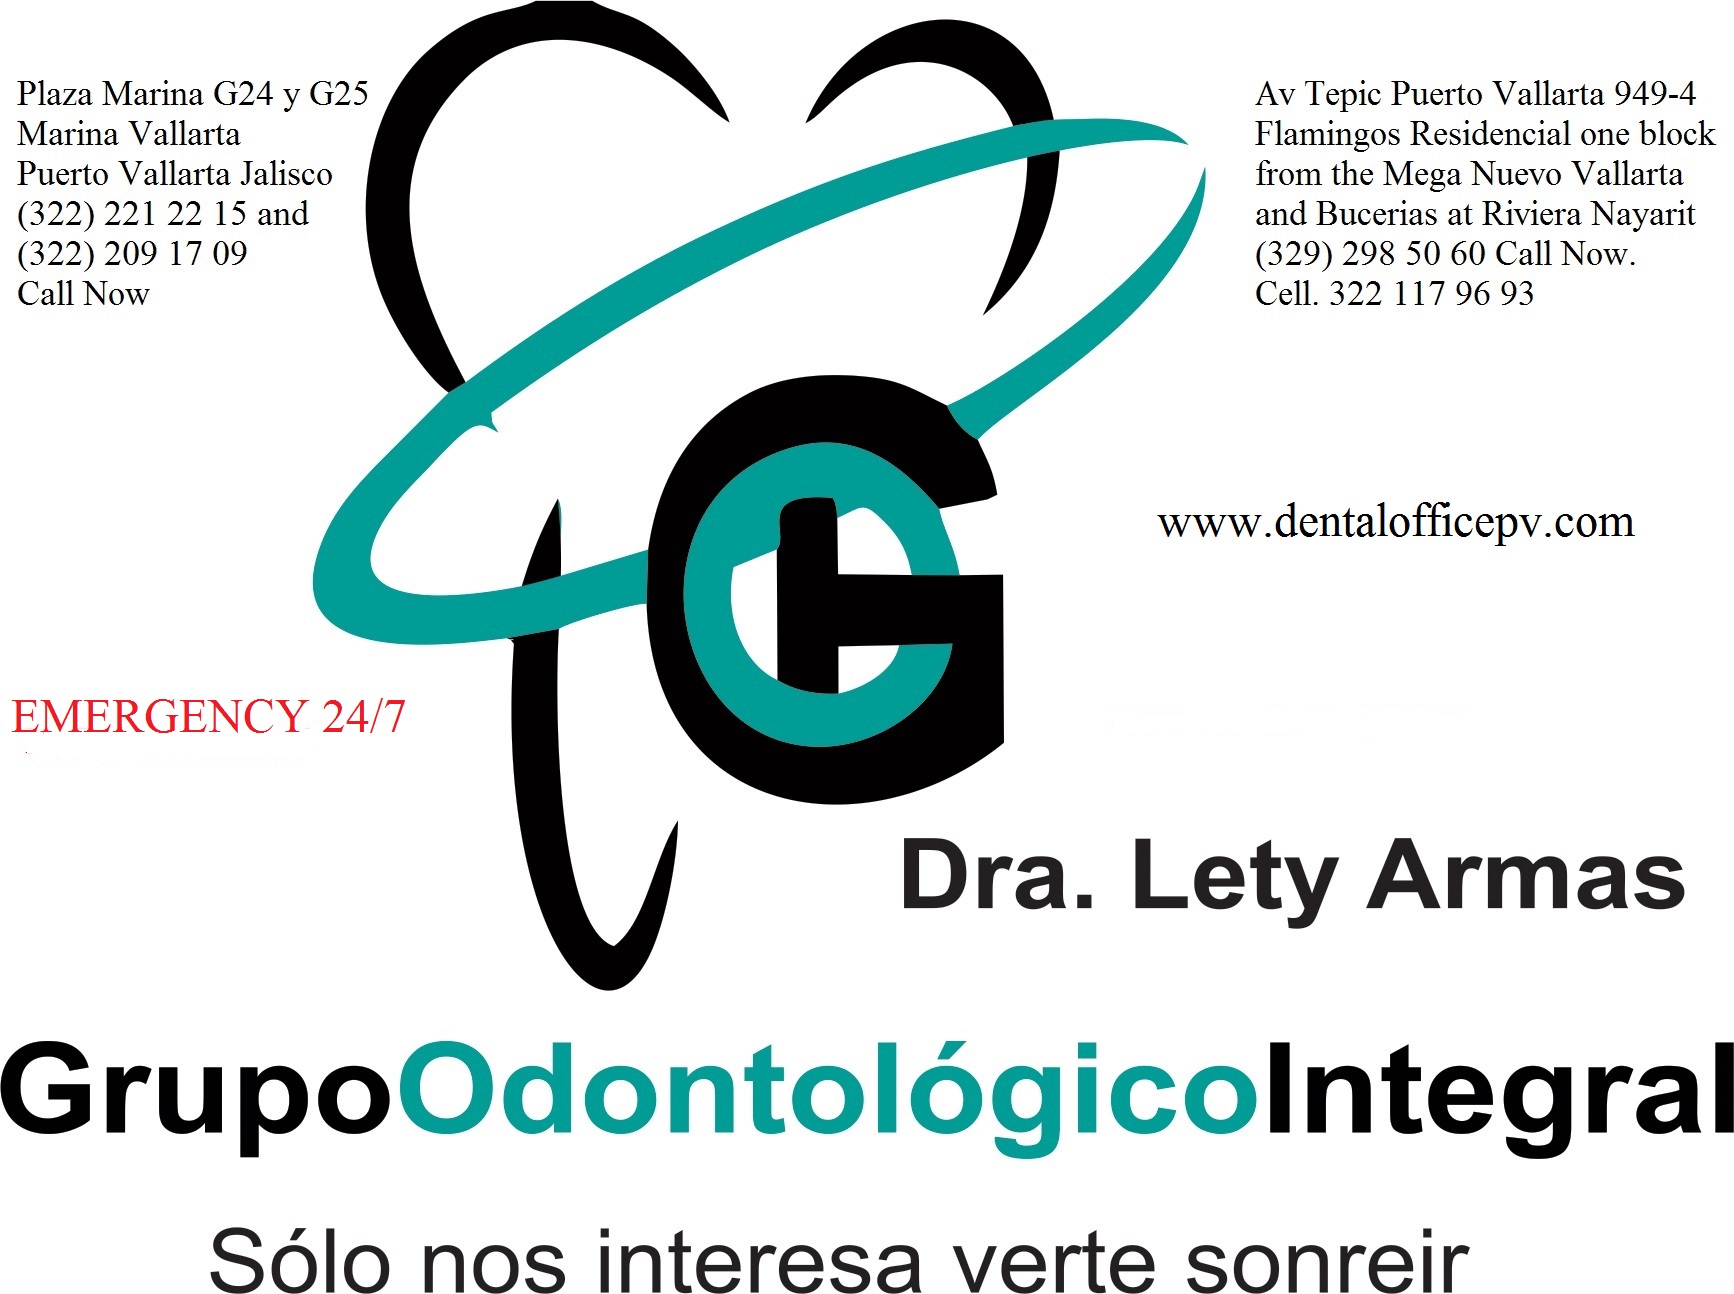 Plaza Marina G24 y G25
Marina Vallarta
Puerto Vallarta Jalisco
(322) 221 22 15 and
(322) 209 17 09
Call Now
Av Tepic Puerto Vallarta 949-4
Flamingos Residencial one block
from the Mega Nuevo Vallarta
and Bucerias at Riviera Nayarit
(329) 298 50 60 Call Now.
Cell. 322 117 96 93
www.dentalofficepv.com
EMERGENCY 24/7
Dra. Lety Armas
GrupoOdontológicoIntegral
Sólo nos interesa verte sonreir